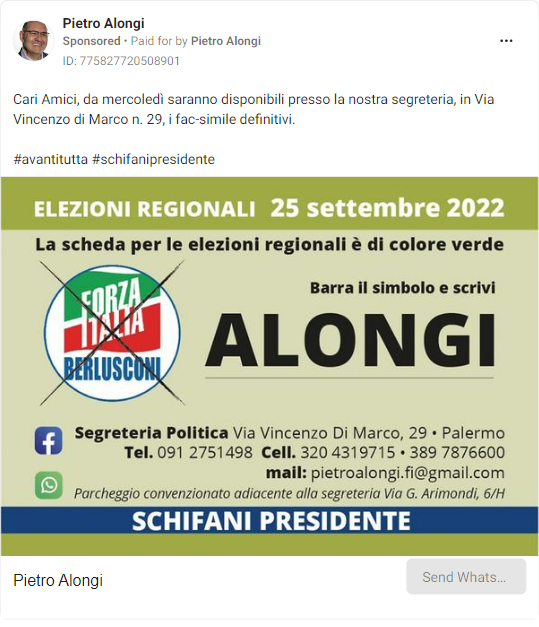 Pietro Alongi
Sponsored • Paid for by Pietro Alongi
ID: 775827720508901
Cari Amici, da mercoledì saranno disponibili presso la nostra segreteria, in Via
Vincenzo di Marco n. 29, i fac-simile definitivi.
#avantitutta #schifanipresidente
ELEZIONI REGIONALI 25 settembre 2022
La scheda per le elezioni regionali è di colore verde
FORZA
ITALIA
BERLUSCONI
Barra il simbolo e scrivi
ALONGI
Segreteria Politica Via Vincenzo Di Marco, 29 • Palermo
Tel. 091 2751498 Cell. 320 4319715 • 389 7876600
mail: pietroalongi.fi@gmail.com
Parcheggio convenzionato adiacente alla segreteria Via G. Arimondi, 6/H
SCHIFANI PRESIDENTE
Pietro Alongi
Send Whats...